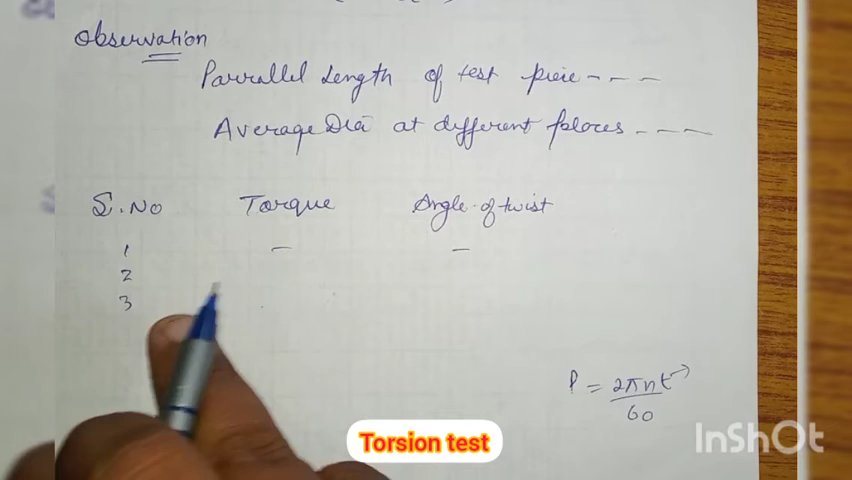 Observation
Parrallel Length of test pieie - - -
Average Dia at different places - - -
S.No Torque Angle of twist
1 - -
2
3
P = 2πnt →
60
Torsion test
InShOt